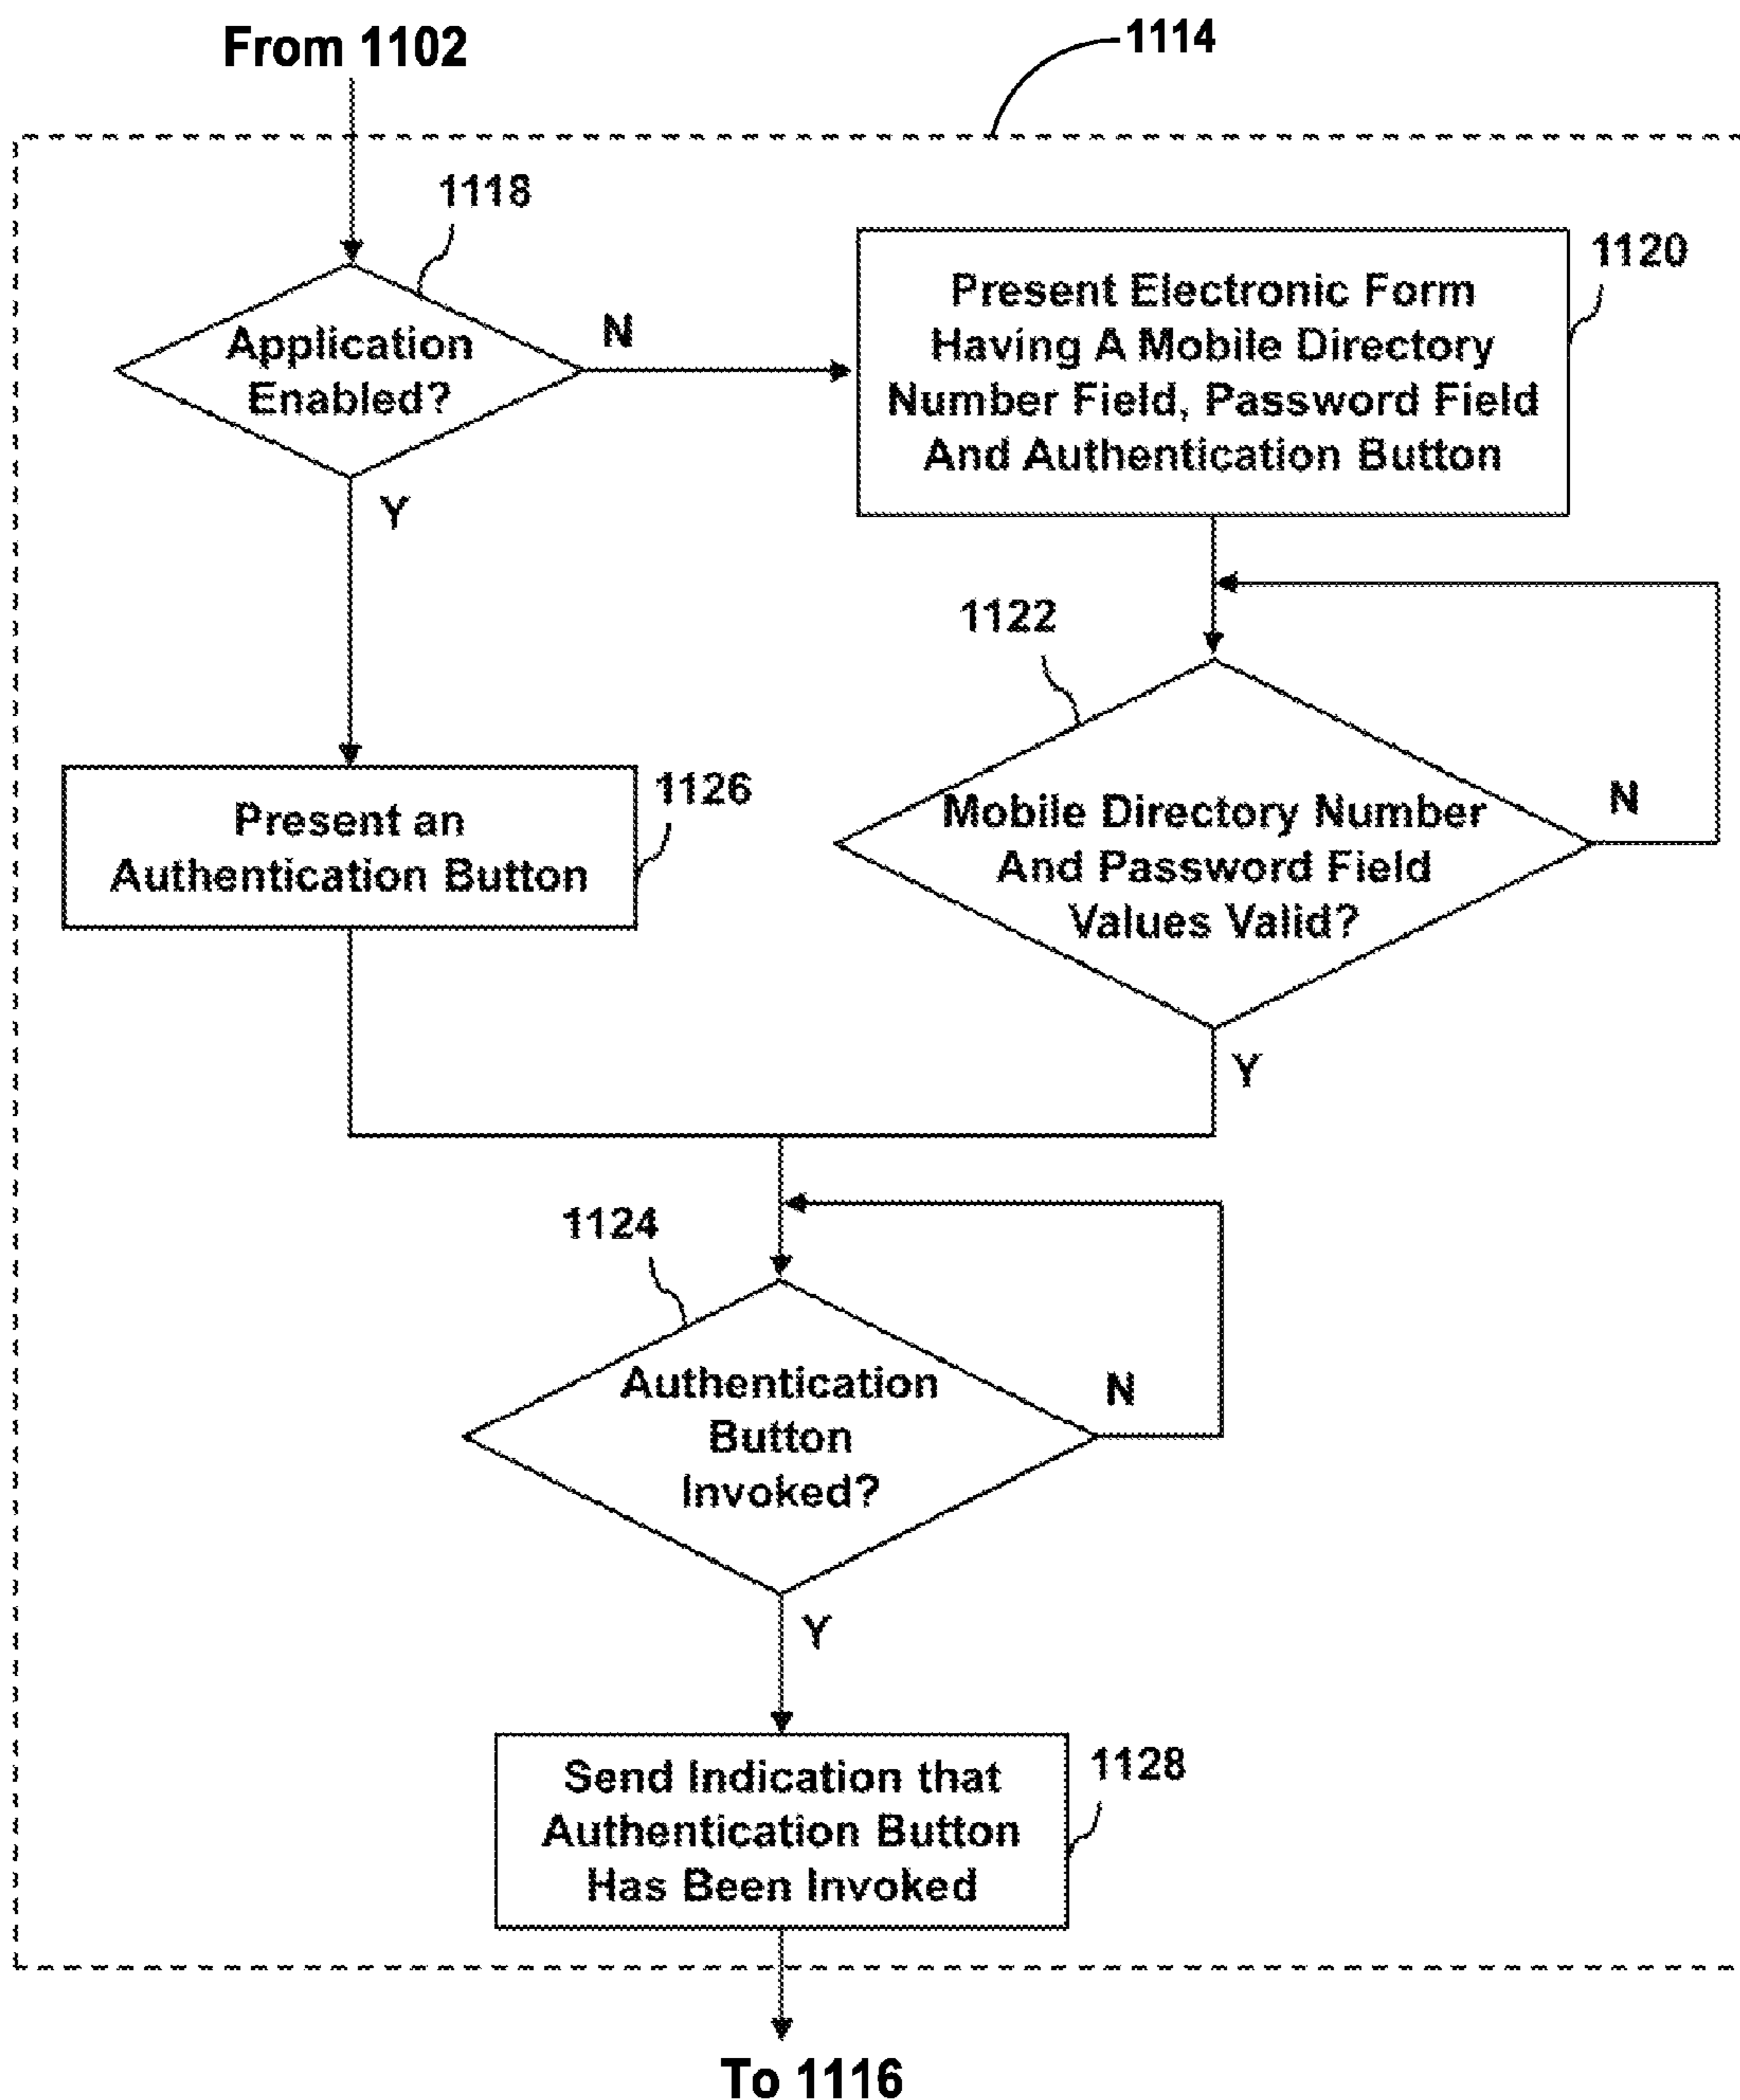 From 1102
1114
1118
Application
Enabled?
N
Y
1120
Present Electronic Form
Having A Mobile Directory
Number Field, Password Field
And Authentication Button
1122
Mobile Directory Number
And Password Field
Values Valid?
N
Y
1126
Present an
Authentication Button
1124
Authentication
Button
Invoked?
N
Y
1128
Send Indication that
Authentication Button
Has Been Invoked
To 1116